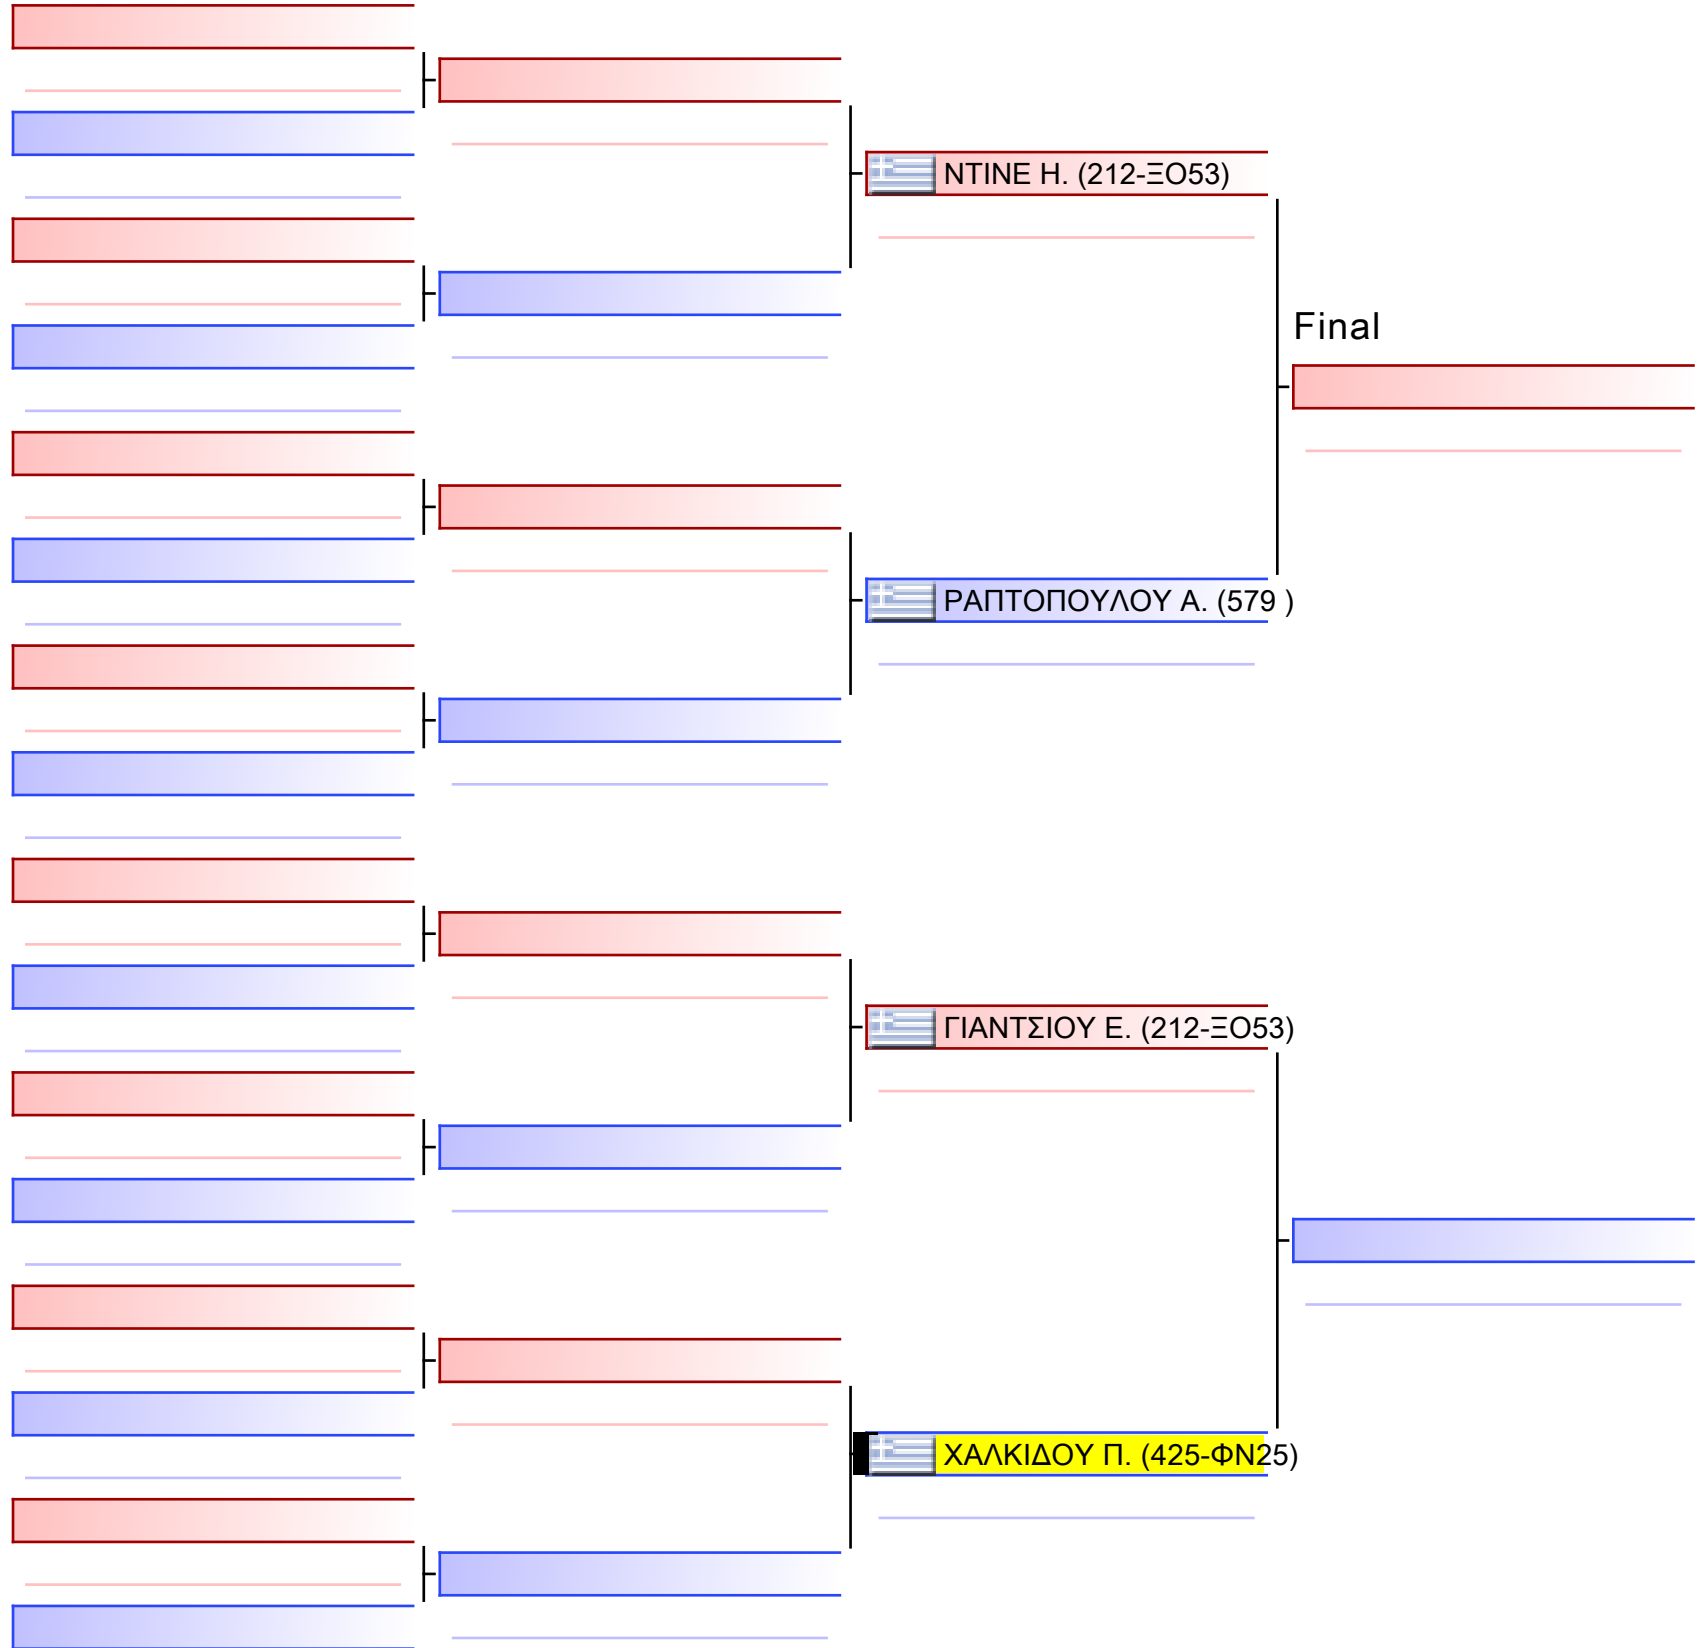 ΝΤΙΝΕ Η. (212-ΞΟ53)
Final
ΡΑΠΤΟΠΟΥΛΟΥ Α. (579 )
ΓΙΑΝΤΣΙΟΥ Ε. (212-ΞΟ53)
ΧΑΛΚΙΔΟΥ Π. (425-ΦΝ25)